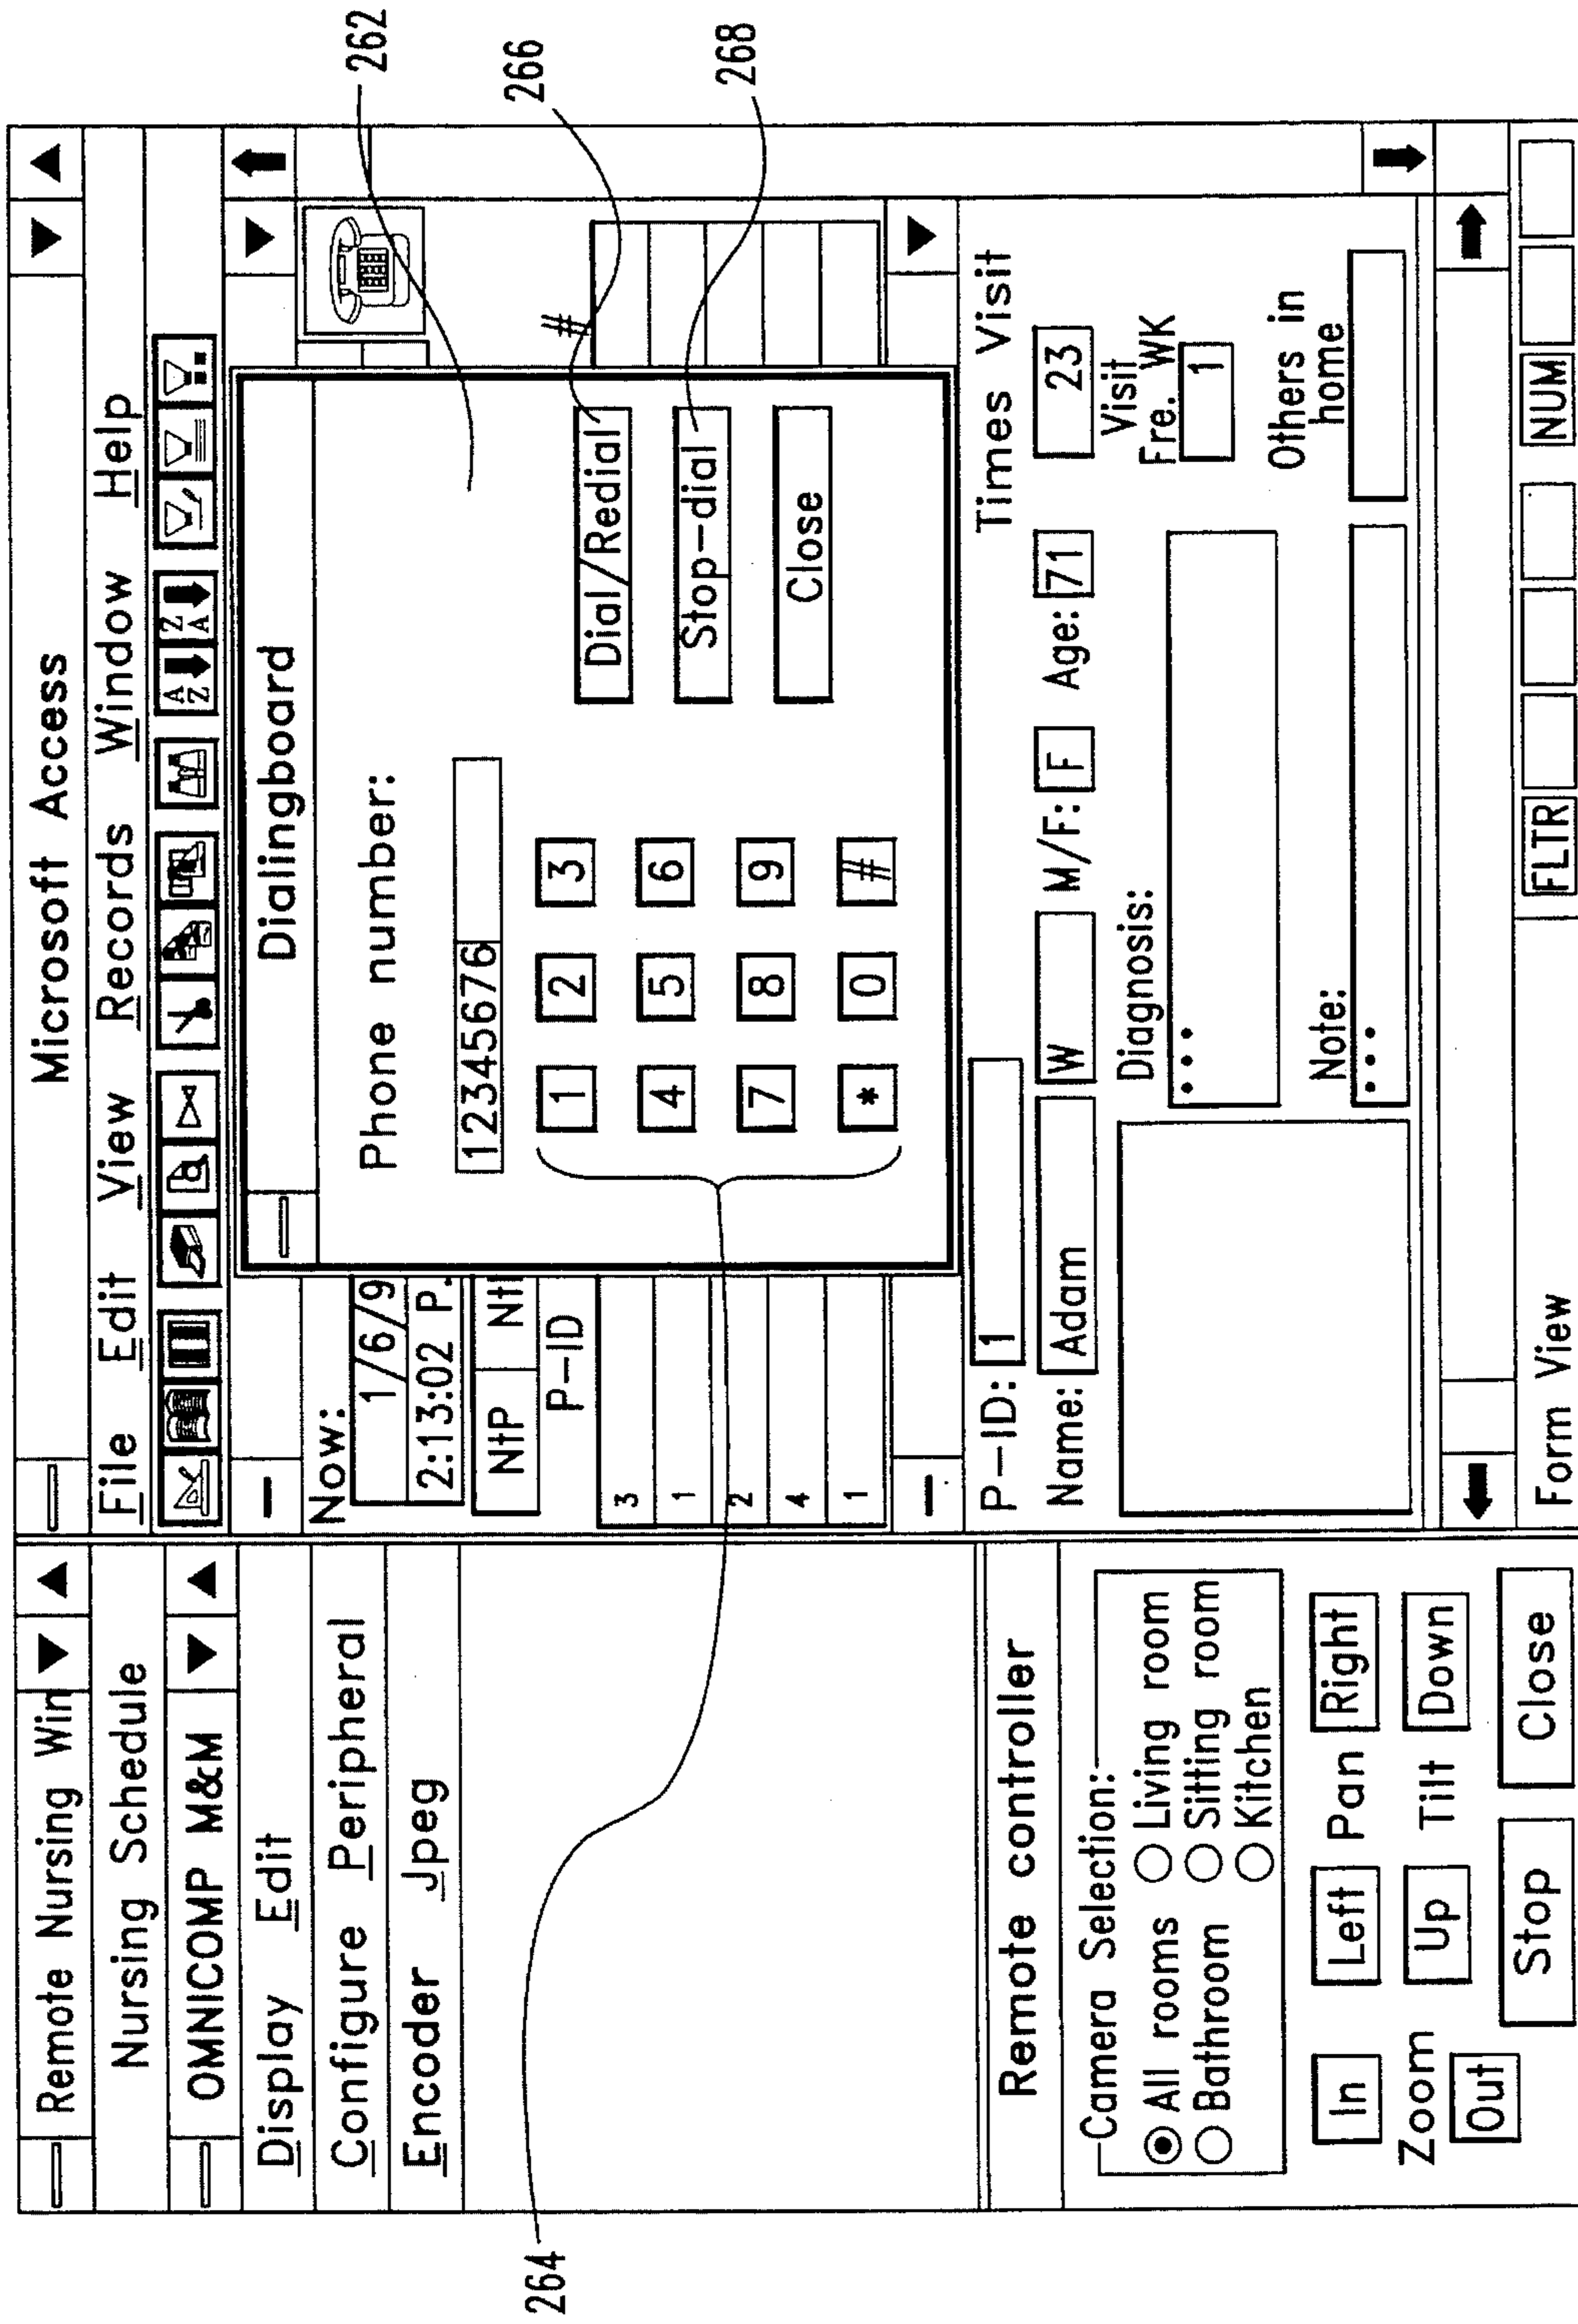 Remote Nursing Win
Nursing Schedule
OMNICOMP M&M
Display Edit
Configure Peripheral
Encoder Jpeg
264
Remote controller
Camera Selection:
All rooms Living room
Bathroom Sitting room
Kitchen
In Left Pan Right
Zoom
Up Tilt Down
Out
Stop Close
Microsoft Access
File Edit View Records Window Help
A Z Z A
Now:
1/6/9
2:13:02 P.
NtP Nti
P-ID
#
3
1
2
4
1
Dialingboard
Phone number:
12345676
1 2 3
Dial/Redial
4 5 6
Stop-dial
7 8 9
Close
* 0 #
262
266
268
P-ID: 1
Times Visit
Name: Adam W M/F: F Age: 71 23
Visit
Fre. WK
1
Diagnosis:
...
Others in
home
Note:
...
Form View
FLTR NUM